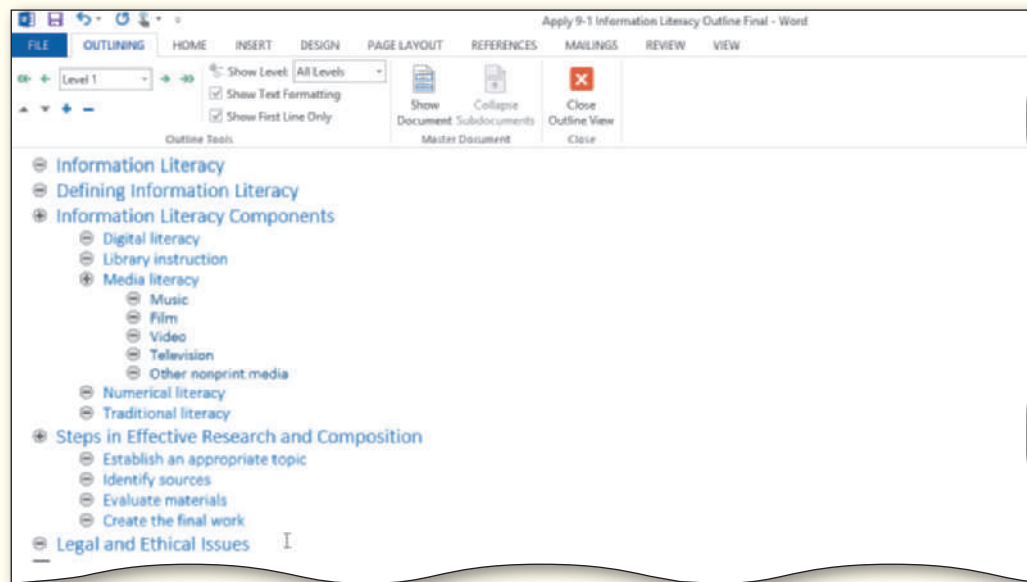 Apply 9-1 Information Literacy Outline Final - Word
FILE OUTLINING HOME INSERT DESIGN PAGE LAYOUT REFERENCES MAILINGS REVIEW VIEW
Level 1
Show Level: All Levels
Show Text Formatting
Show First Line Only
Outline Tools
Show Document
Collapse Subdocuments
Master Document
Close Outline View
Close
Information Literacy
Defining Information Literacy
Information Literacy Components
Digital literacy
Library instruction
Media literacy
Music
Film
Video
Television
Other nonprint media
Numerical literacy
Traditional literacy
Steps in Effective Research and Composition
Establish an appropriate topic
Identify sources
Evaluate materials
Create the final work
Legal and Ethical Issues